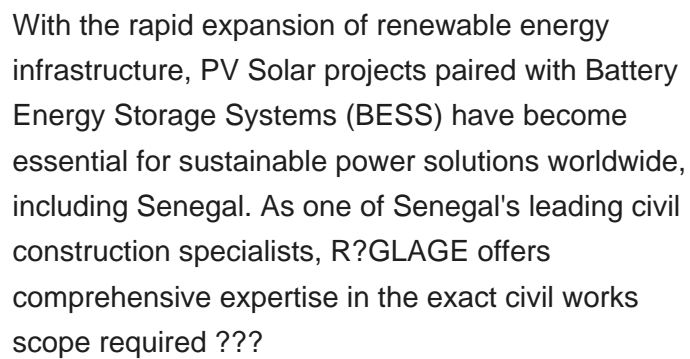 With the rapid expansion of renewable energy
infrastructure, PV Solar projects paired with Battery
Energy Storage Systems (BESS) have become
essential for sustainable power solutions worldwide,
including Senegal. As one of Senegal's leading civil
construction specialists, R?GLAGE offers
comprehensive expertise in the exact civil works
scope required ???